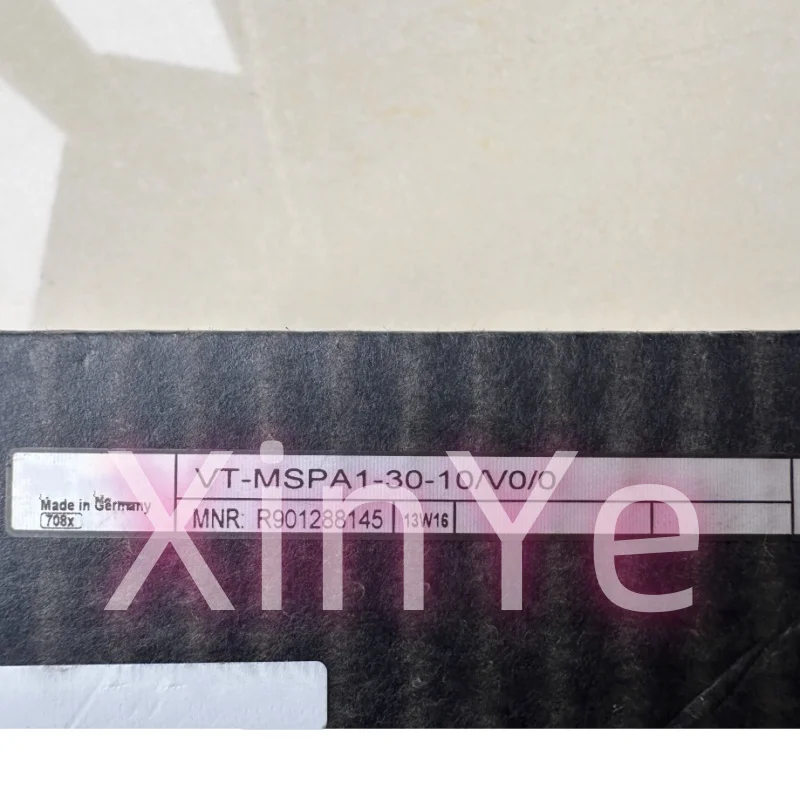 VT-MSPA1-30-10/V0/0
Made in Germany
708x
MNR: R901288145
13W16
XinYe